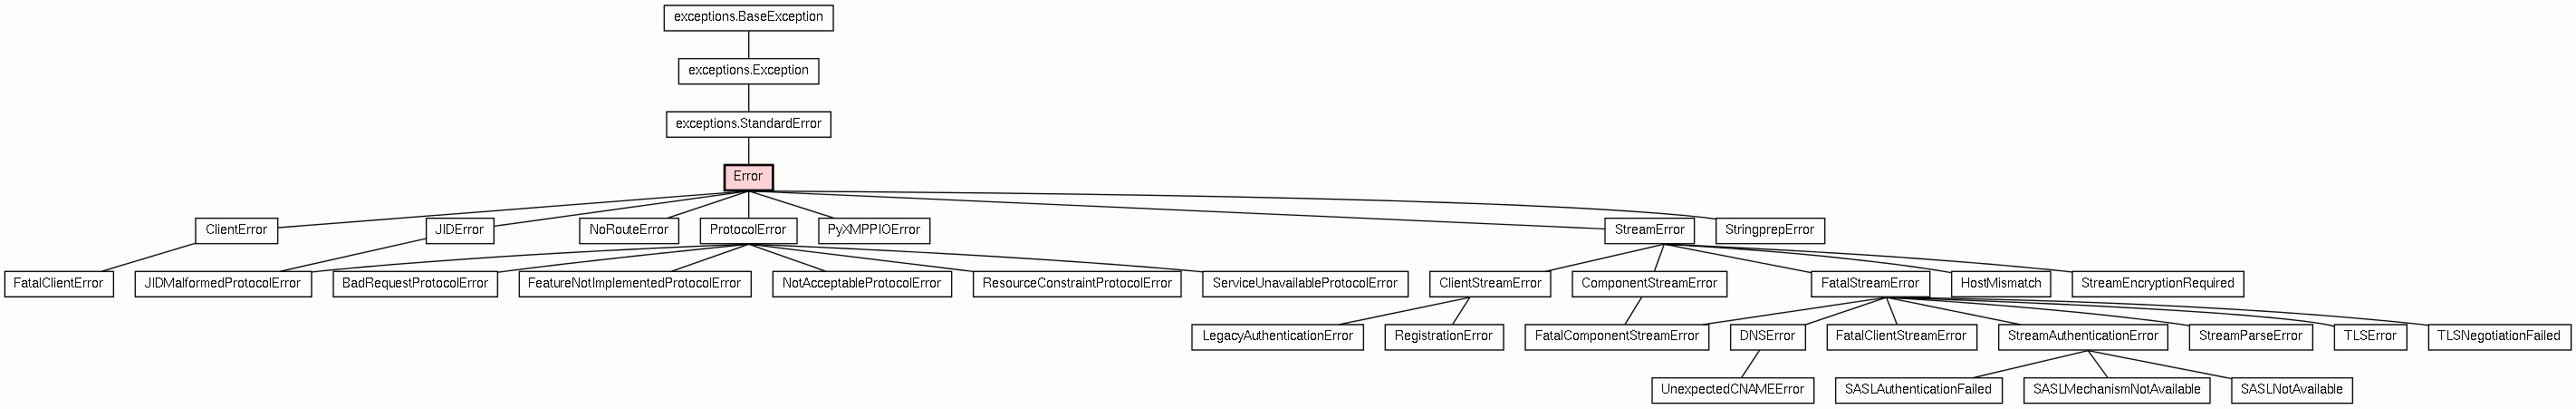 exceptions.BaseException
exceptions.Exception
exceptions.StandardError
Error
ClientError
JIDError
NoRouteError
ProtocolError
PyXMPPIOError
StreamError
StringprepError
FatalClientError
JIDMalformedProtocolError
BadRequestProtocolError
FeatureNotImplementedProtocolError
NotAcceptableProtocolError
ResourceConstraintProtocolError
ServiceUnavailableProtocolError
ClientStreamError
ComponentStreamError
FatalStreamError
HostMismatch
StreamEncryptionRequired
LegacyAuthenticationError
RegistrationError
FatalComponentStreamError
DNSError
FatalClientStreamError
StreamAuthenticationError
StreamParseError
TLSError
TLSNegotiationFailed
UnexpectedCNAMEError
SASLAuthenticationFailed
SASLMechanismNotAvailable
SASLNotAvailable